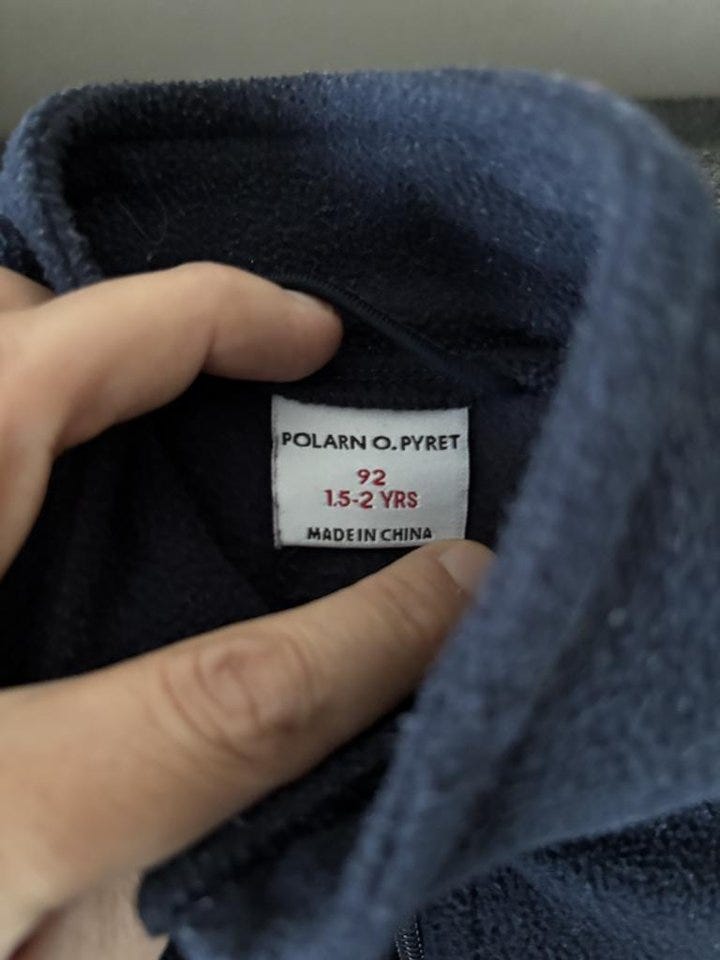 POLARN O. PYRET
92
1.5-2 YRS
MADE IN CHINA